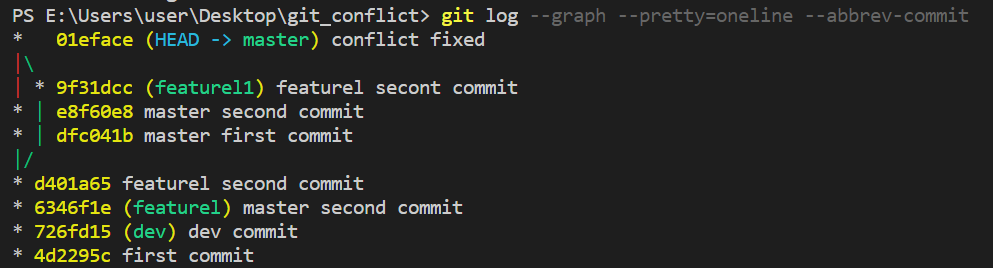 PS E:\Users\user\Desktop\git_conflict> git log --graph --pretty=oneline --abbrev-commit
*   01eface (HEAD -> master) conflict fixed
|\
| * 9f31dcc (featurel1) featurel secont commit
* | e8f60e8 master second commit
* | dfc041b master first commit
|/
* d401a65 featurel second commit
* 6346f1e (featurel) master second commit
* 726fd15 (dev) dev commit
* 4d2295c first commit